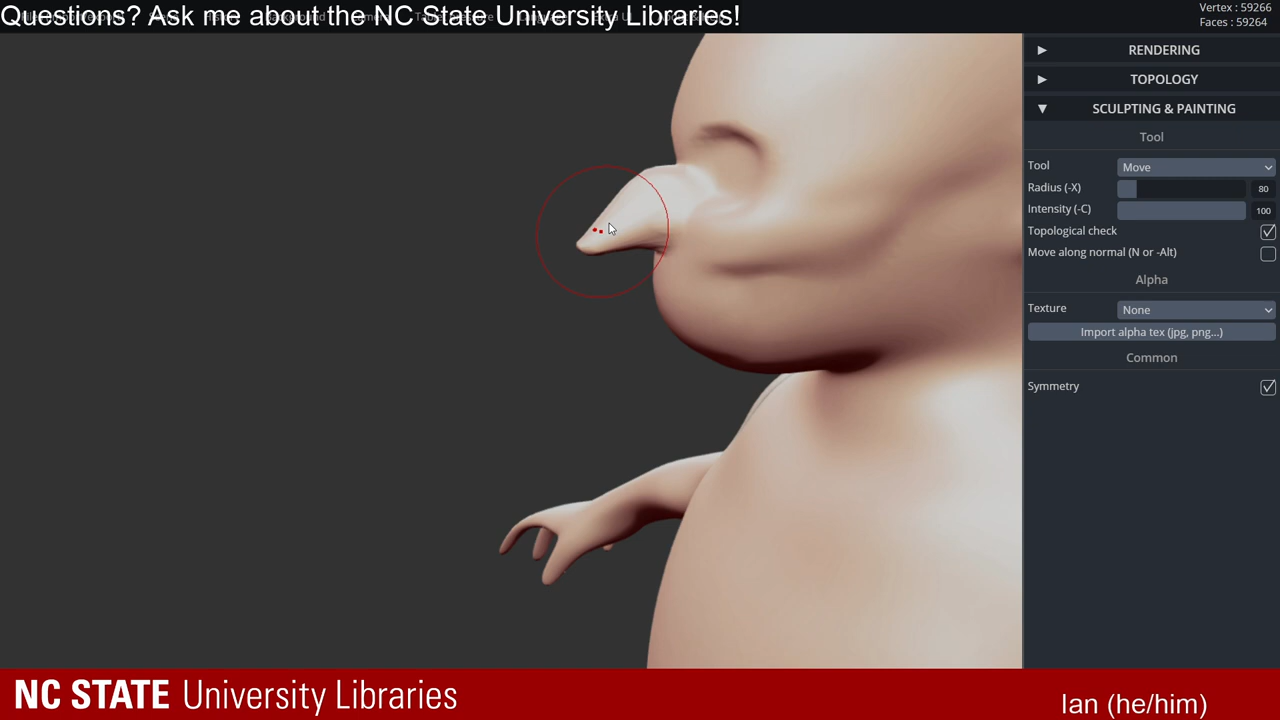 Questions? Ask me about the NC State University Libraries!
Vertex : 59266
Faces : 59264
RENDERING
TOPOLOGY
SCULPTING & PAINTING
Tool
Tool Move
Radius (-X) 80
Intensity (-C) 100
Topological check
Move along normal (N or -Alt)
Alpha
Texture None
Import alpha tex (jpg, png...)
Common
Symmetry
NC STATE University Libraries
Ian (he/him)